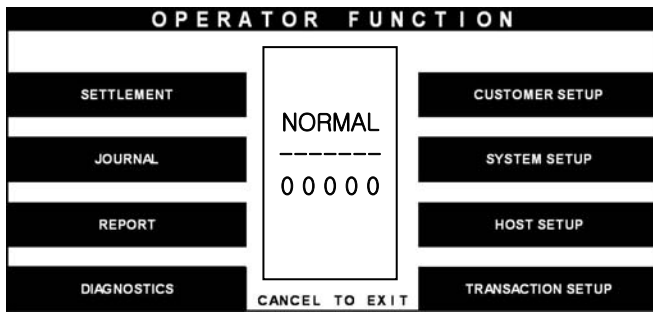 OPERATOR FUNCTION
SETTLEMENT
JOURNAL
REPORT
DIAGNOSTICS
NORMAL
-------
00000
CANCEL TO EXIT
CUSTOMER SETUP
SYSTEM SETUP
HOST SETUP
TRANSACTION SETUP